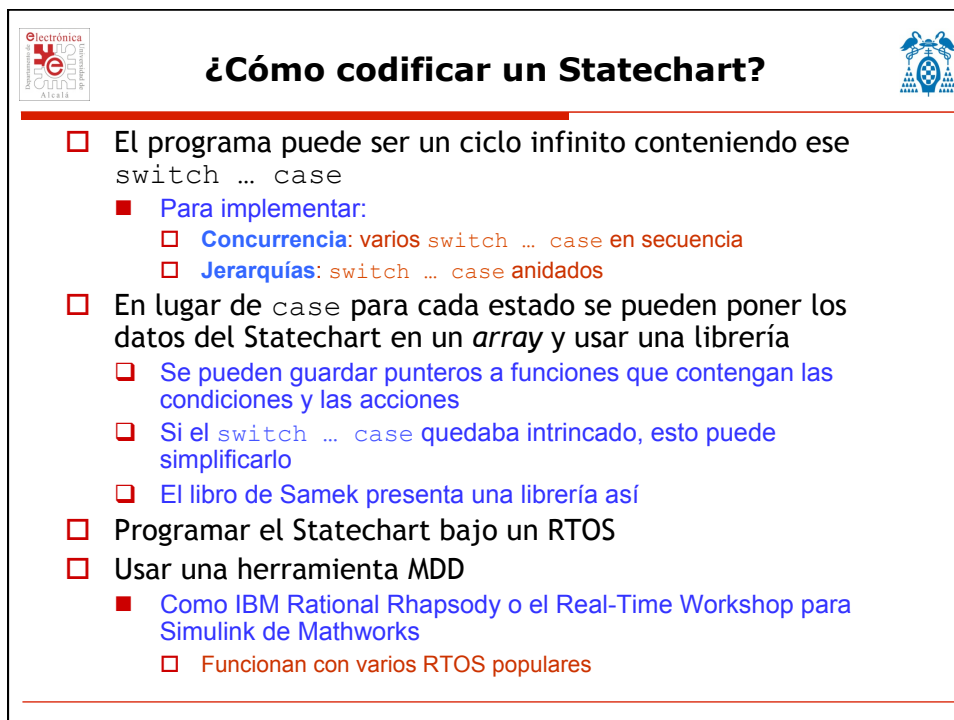 electrónica
Departamento de
Universidad de
Alcalá
¿Cómo codificar un Statechart?
El programa puede ser un ciclo infinito conteniendo ese
switch … case
Para implementar:
Concurrencia: varios switch … case en secuencia
Jerarquías: switch … case anidados
En lugar de case para cada estado se pueden poner los
datos del Statechart en un array y usar una librería
Se pueden guardar punteros a funciones que contengan las
condiciones y las acciones
Si el switch … case quedaba intrincado, esto puede
simplificarlo
El libro de Samek presenta una librería así
Programar el Statechart bajo un RTOS
Usar una herramienta MDD
Como IBM Rational Rhapsody o el Real-Time Workshop para
Simulink de Mathworks
Funcionan con varios RTOS populares